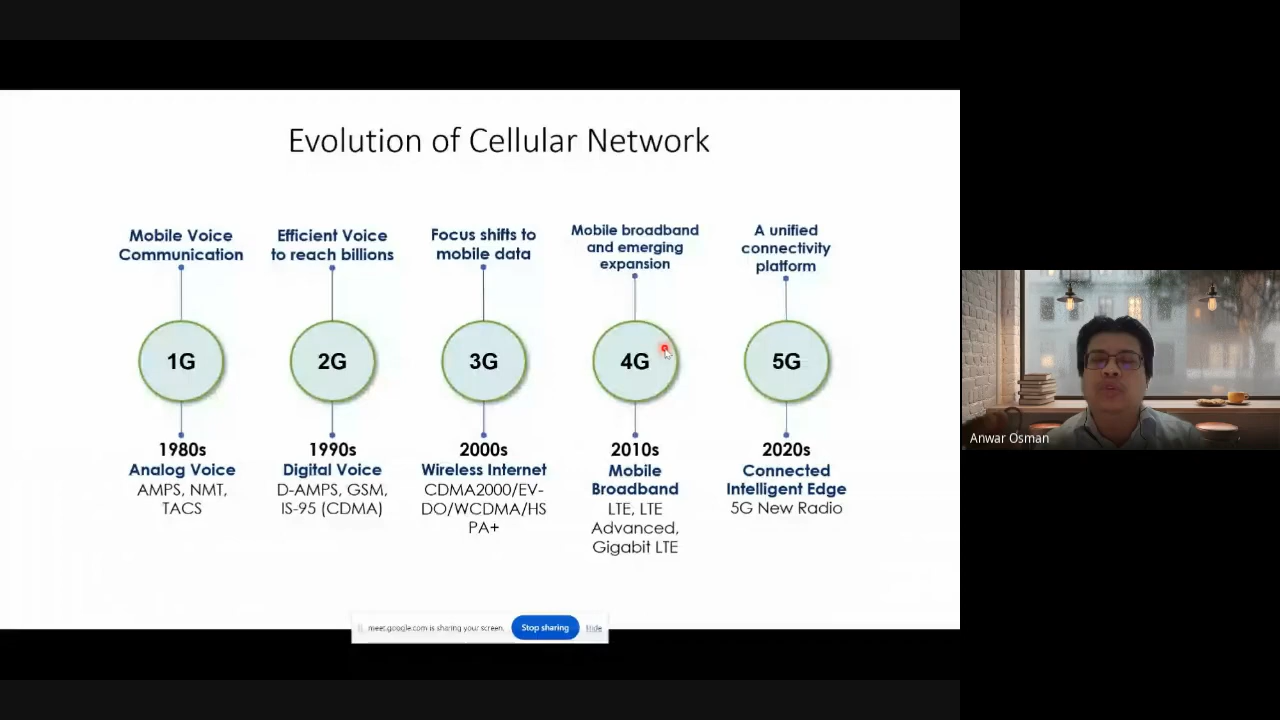 Evolution of Cellular Network
Mobile Voice
Communication
Efficient Voice
to reach billions
Focus shifts to
mobile data
Mobile broadband
and emerging
expansion
A unified
connectivity
platform
1G
2G
3G
4G
5G
1980s
Analog Voice
AMPS, NMT,
TACS
1990s
Digital Voice
D-AMPS, GSM,
IS-95 (CDMA)
2000s
Wireless Internet
CDMA2000/EV-
DO/WCDMA/HS
PA+
2010s
Mobile
Broadband
LTE, LTE
Advanced,
Gigabit LTE
2020s
Connected
Intelligent Edge
5G New Radio
meet.google.com is sharing your screen.
Stop sharing
Hide
Anwar Osman